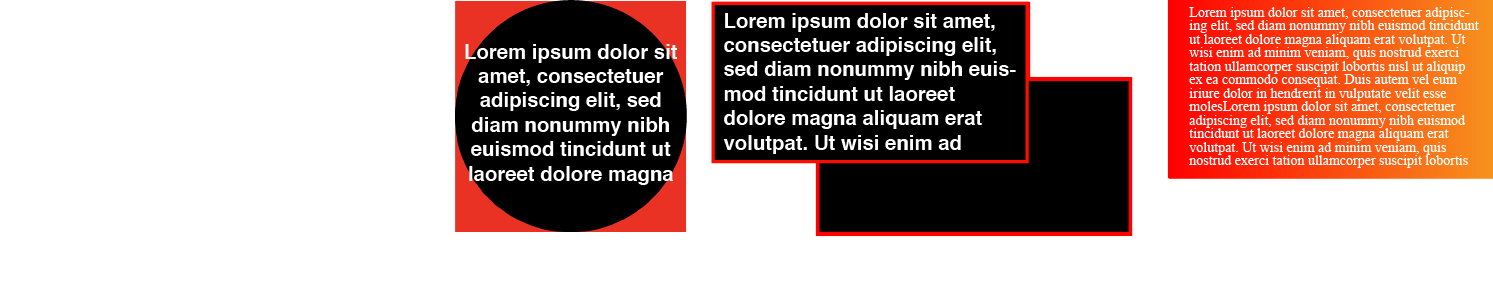 Lorem ipsum dolor sit
amet, consectetuer
adipiscing elit, sed
diam nonummy nibh
euismod tincidunt ut
laoreet dolore magna
Lorem ipsum dolor sit amet,
consectetuer adipiscing elit,
sed diam nonummy nibh euis-
mod tincidunt ut laoreet
dolore magna aliquam erat
volutpat. Ut wisi enim ad
Lorem ipsum dolor sit amet, consectetuer adipisc-
ing elit, sed diam nonummy nibh euismod tincidunt
ut laoreet dolore magna aliquam erat volutpat. Ut
wisi enim ad minim veniam, quis nostrud exerci
tation ullamcorper suscipit lobortis nisl ut aliquip
ex ea commodo consequat. Duis autem vel eum
iriure dolor in hendrerit in vulputate velit esse
molesLorem ipsum dolor sit amet, consectetuer
adipiscing elit, sed diam nonummy nibh euismod
tincidunt ut laoreet dolore magna aliquam erat
volutpat. Ut wisi enim ad minim veniam, quis
nostrud exerci tation ullamcorper suscipit lobortis